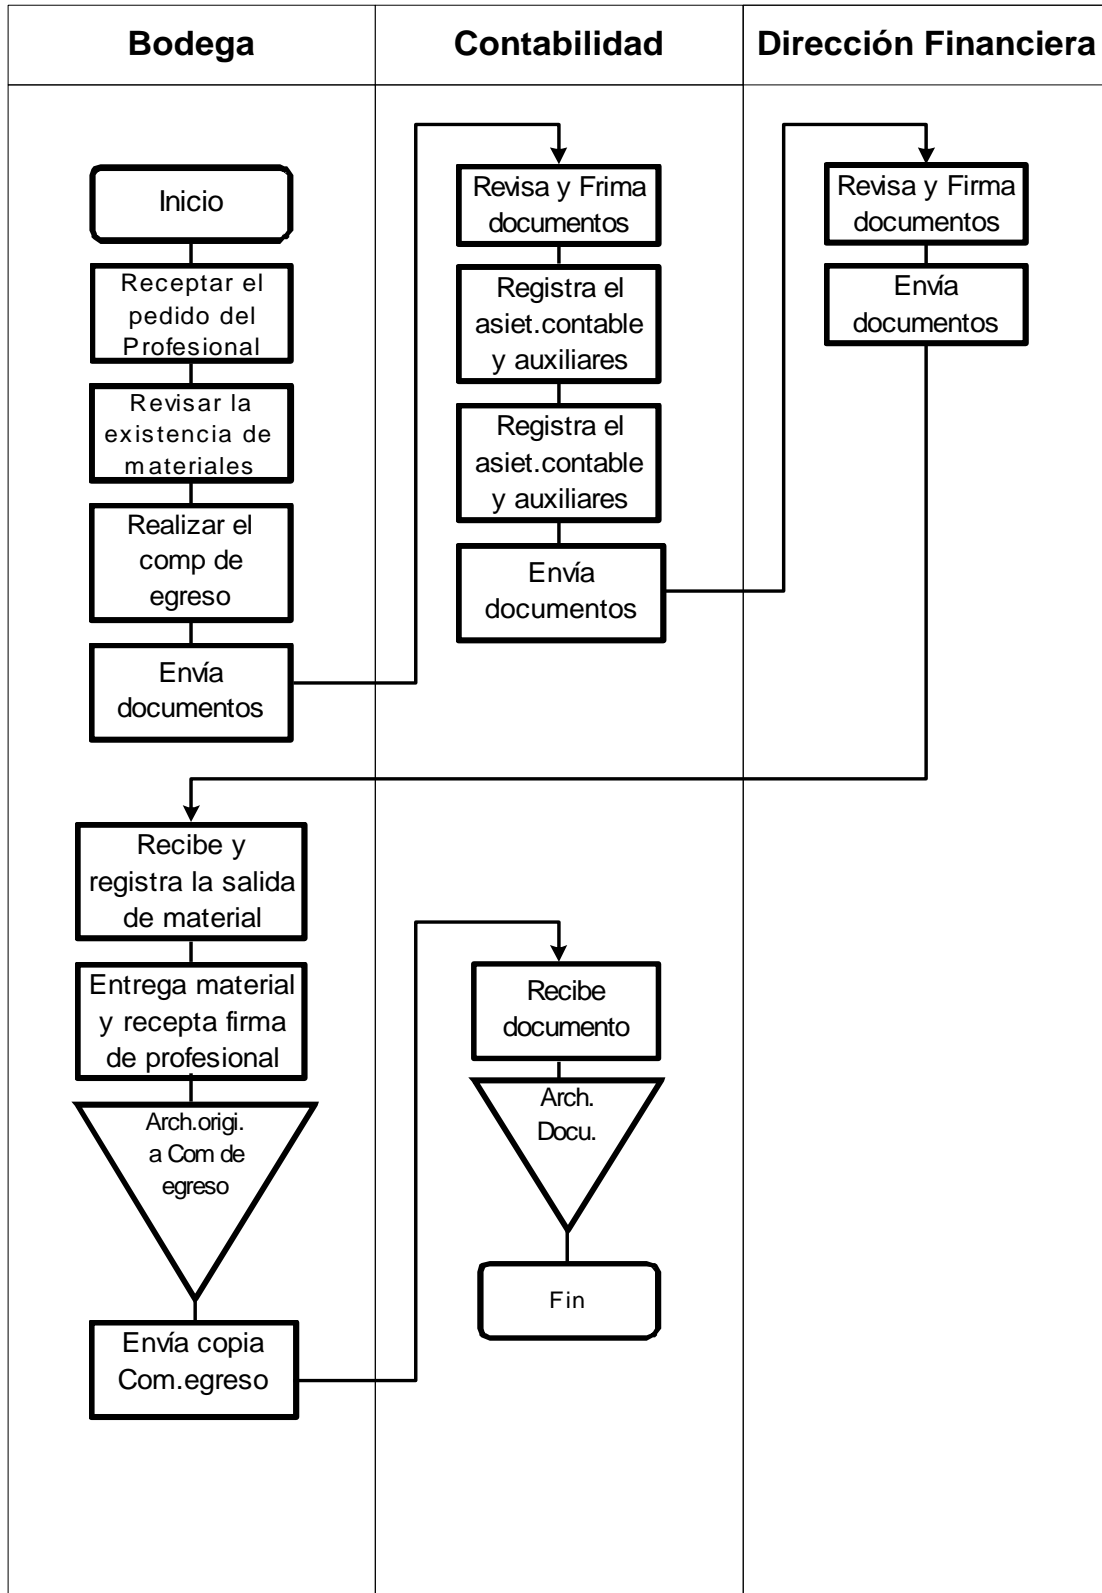 Bodega
Contabilidad
Dirección Financiera
Inicio
Receptar el
pedido del
Profesional
Revisar la
existencia de
materiales
Realizar el
comp de
egreso
Envía
documentos
Revisa y Frima
documentos
Registra el
asiet.contable
y auxiliares
Registra el
asiet.contable
y auxiliares
Envía
documentos
Revisa y Firma
documentos
Envía
documentos
Recibe y
registra la salida
de material
Entrega material
y recepta firma
de profesional
Arch.origi.
a Com de
egreso
Envía copia
Com.egreso
Recibe
documento
Arch.
Docu.
Fin